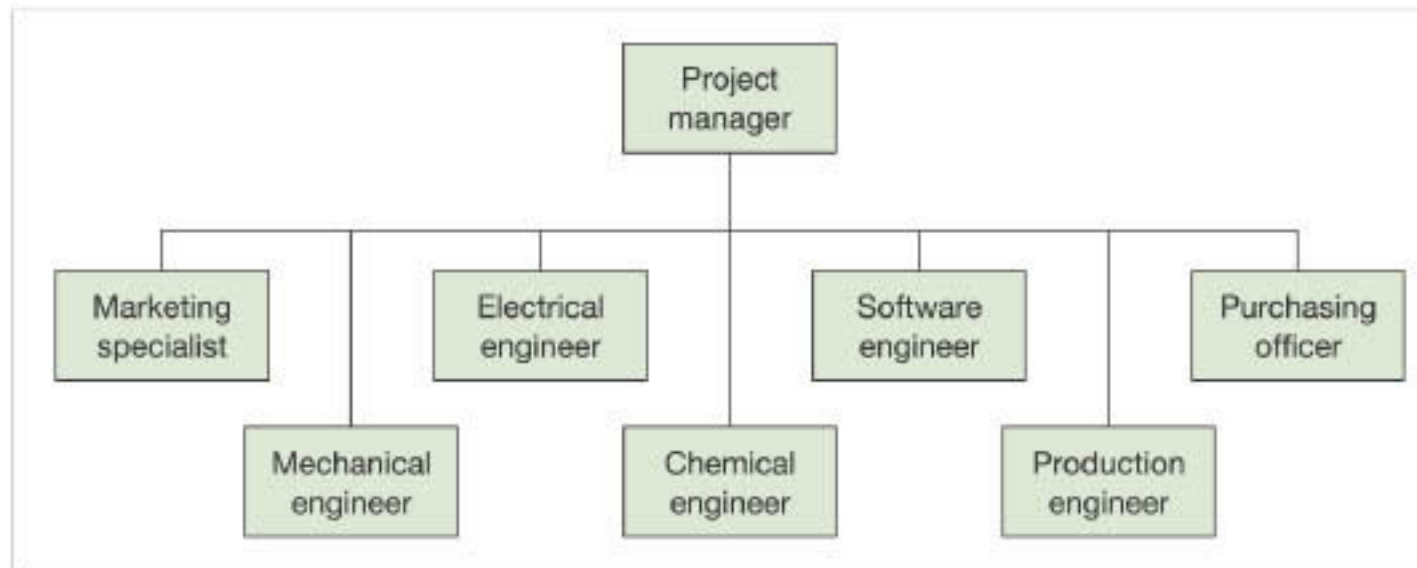 Project
manager
Marketing
specialist
Electrical
engineer
Software
engineer
Purchasing
officer
Mechanical
engineer
Chemical
engineer
Production
engineer